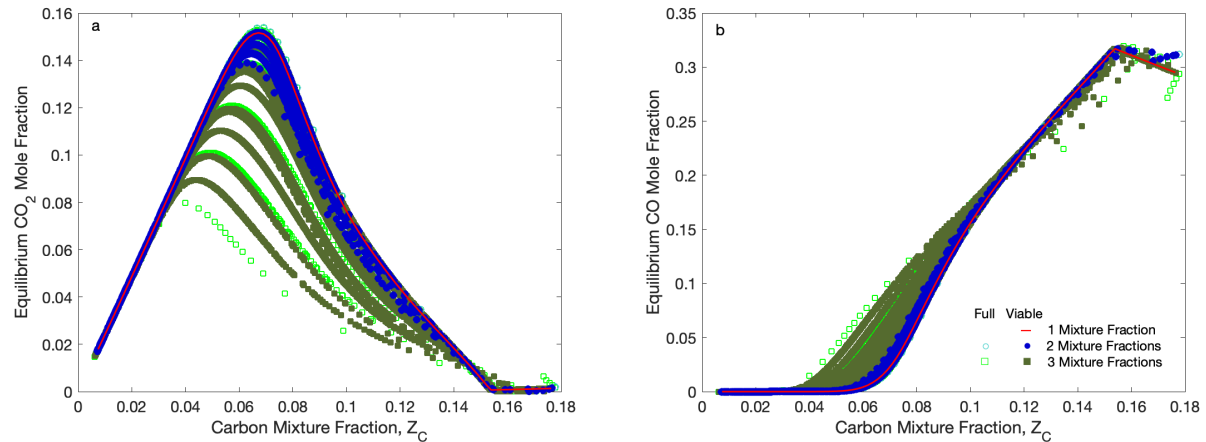 a
0.16
0.14
0.12
0.1
0.08
0.06
0.04
0.02
0
Equilibrium CO2 Mole Fraction
0 0.02 0.04 0.06 0.08 0.1 0.12 0.14 0.16 0.18
Carbon Mixture Fraction, ZC
b
0.35
0.3
0.25
0.2
0.15
0.1
0.05
0
Equilibrium CO Mole Fraction
Full Viable
1 Mixture Fraction
2 Mixture Fractions
3 Mixture Fractions
0 0.02 0.04 0.06 0.08 0.1 0.12 0.14 0.16 0.18
Carbon Mixture Fraction, ZC